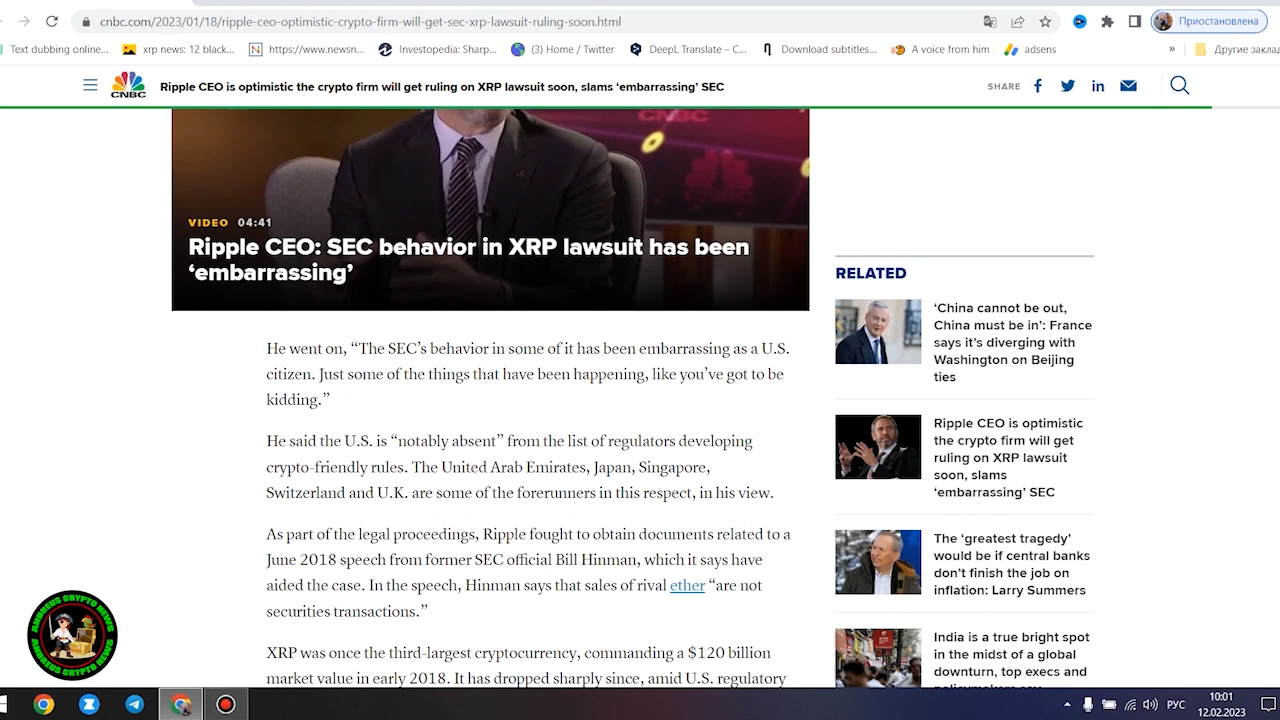 cnbc.com/2023/01/18/ripple-ceo-optimistic-crypto-firm-will-get-sec-xrp-lawsuit-ruling-soon.html
Приостановлена
Text dubbing online...
xrp news: 12 black...
https://www.newsn...
Investopedia: Sharp...
(3) Home / Twitter
DeepL Translate – C...
Download subtitles...
A voice from him
adsens
»
Другие закла
CNBC
Ripple CEO is optimistic the crypto firm will get ruling on XRP lawsuit soon, slams ‘embarrassing’ SEC
SHARE
CNBC
VIDEO 04:41
Ripple CEO: SEC behavior in XRP lawsuit has been
‘embarrassing’
He went on, “The SEC’s behavior in some of it has been embarrassing as a U.S.
citizen. Just some of the things that have been happening, like you’ve got to be
kidding.”
He said the U.S. is “notably absent” from the list of regulators developing
crypto-friendly rules. The United Arab Emirates, Japan, Singapore,
Switzerland and U.K. are some of the forerunners in this respect, in his view.
As part of the legal proceedings, Ripple fought to obtain documents related to a
June 2018 speech from former SEC official Bill Hinman, which it says have
aided the case. In the speech, Hinman says that sales of rival ether “are not
securities transactions.”
XRP was once the third-largest cryptocurrency, commanding a $120 billion
market value in early 2018. It has dropped sharply since, amid U.S. regulatory
RELATED
‘China cannot be out,
China must be in’: France
says it’s diverging with
Washington on Beijing
ties
Ripple CEO is optimistic
the crypto firm will get
ruling on XRP lawsuit
soon, slams
‘embarrassing’ SEC
The ‘greatest tragedy’
would be if central banks
don’t finish the job on
inflation: Larry Summers
India is a true bright spot
in the midst of a global
downturn, top execs and
policymakers say
ANDREUS CRYPTO NEWS
ANDREUS CRYPTO NEWS
РУС
10:01
12.02.2023